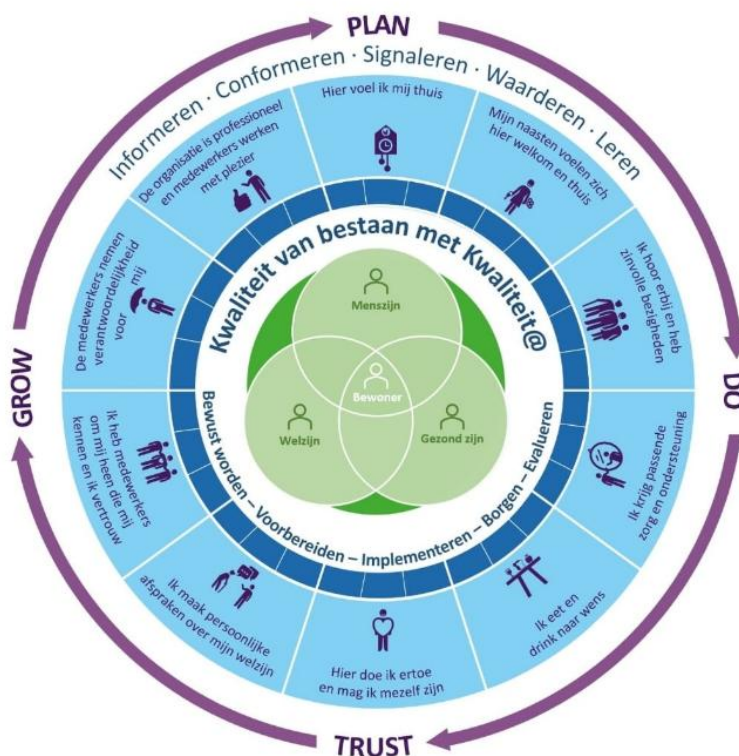 PLAN
Informeren · Conformeren · Signaleren · Waarderen · Leren
Hier voel ik mij thuis
Mijn naasten voelen zich
hier welkom en thuis
Ik hoor erbij en heb
zinvolle bezigheden
DO
Ik krijg passende
zorg en ondersteuning
Ik eet en
drink naar wens
Hier doe ik ertoe
en mag ik mezelf zijn
TRUST
Ik maak persoonlijke
afspraken over mijn welzijn
Ik heb medewerkers
om mij heen die mij
kennen en ik vertrouw
GROW
De medewerkers nemen
verantwoordelijkheid
voor mij
De organisatie is professioneel
en medewerkers werken
met plezier
Kwaliteit van bestaan met Kwaliteit@
Menszijn
Bewoner
Welzijn
Gezond zijn
Bewust worden – Voorbereiden – Implementeren – Borgen – Evalueren